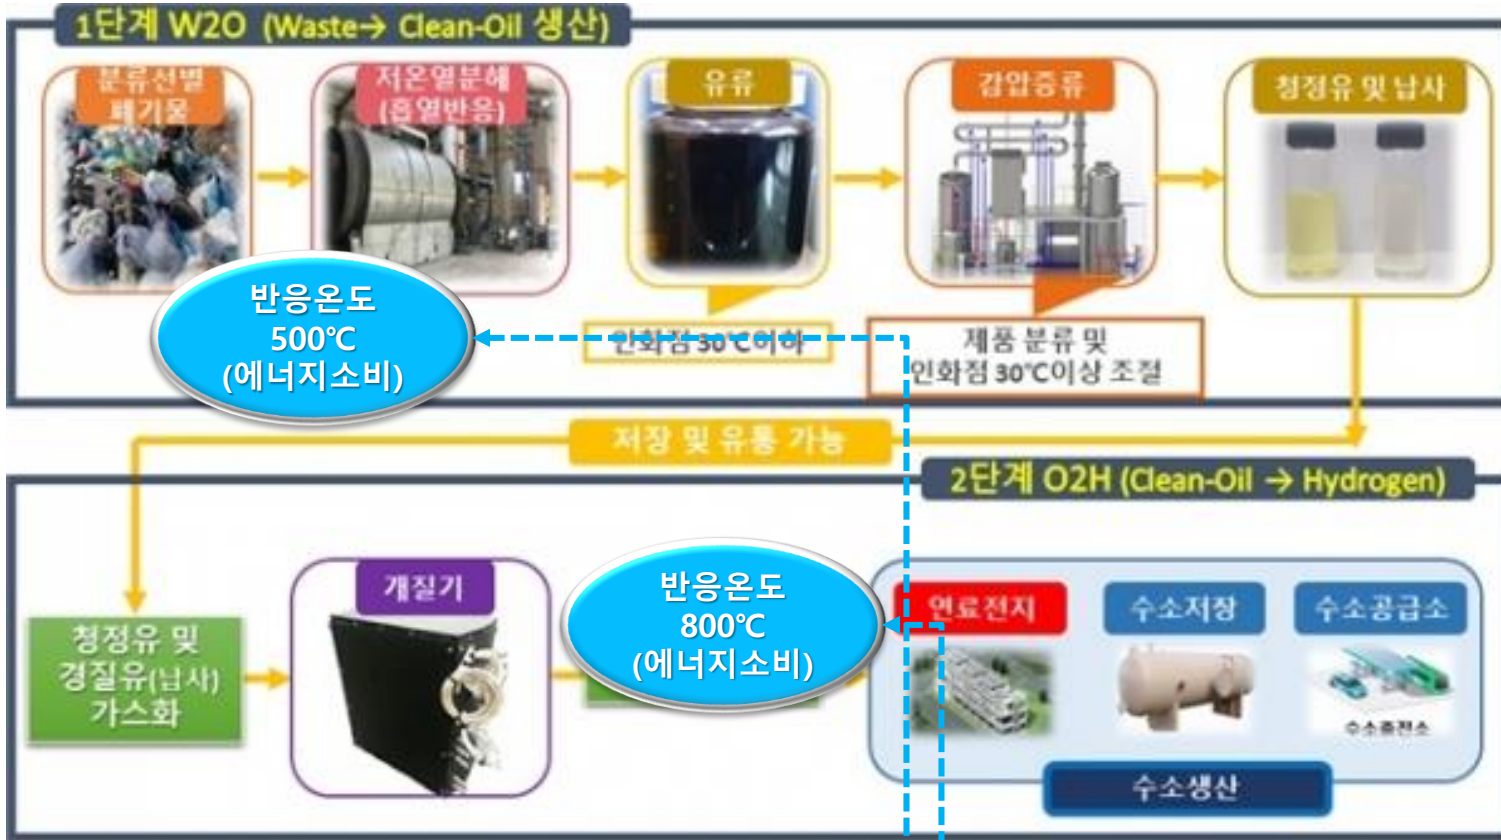 1단계 W2O (Waste→ Clean-Oil 생산)
분류선별
폐기물
저온열분해
(흡열반응)
유류
감압증류
청정유 및 납사
반응온도
500℃
(에너지소비)
인화점 30℃이하
제품 분류 및
인화점 30℃이상 조절
저장 및 유통 가능
2단계 O2H (Clean-Oil → Hydrogen)
청정유 및
경질유(납사)
가스화
개질기
반응온도
800℃
(에너지소비)
연료전지
수소저장
수소공급소
수소충전소
수소생산